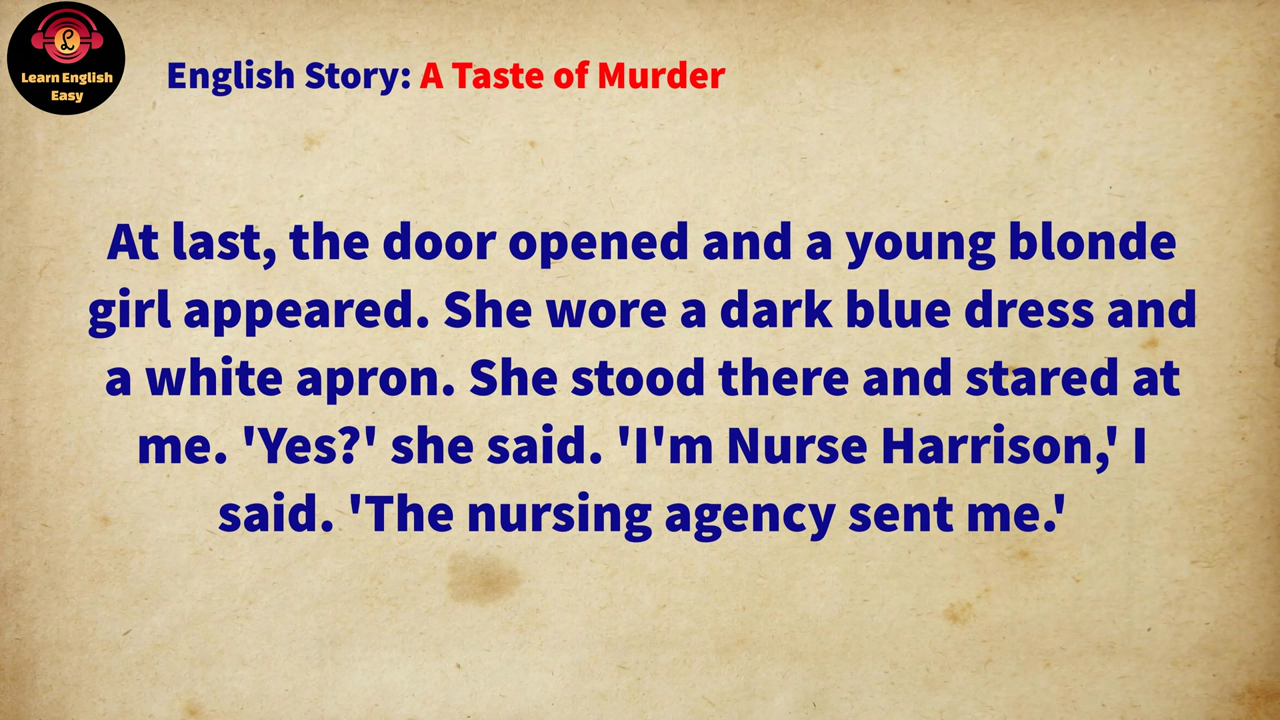 Learn English
Easy
English Story: A Taste of Murder
At last, the door opened and a young blonde
girl appeared. She wore a dark blue dress and
a white apron. She stood there and stared at
me. 'Yes?' she said. 'I'm Nurse Harrison,' I
said. 'The nursing agency sent me.'